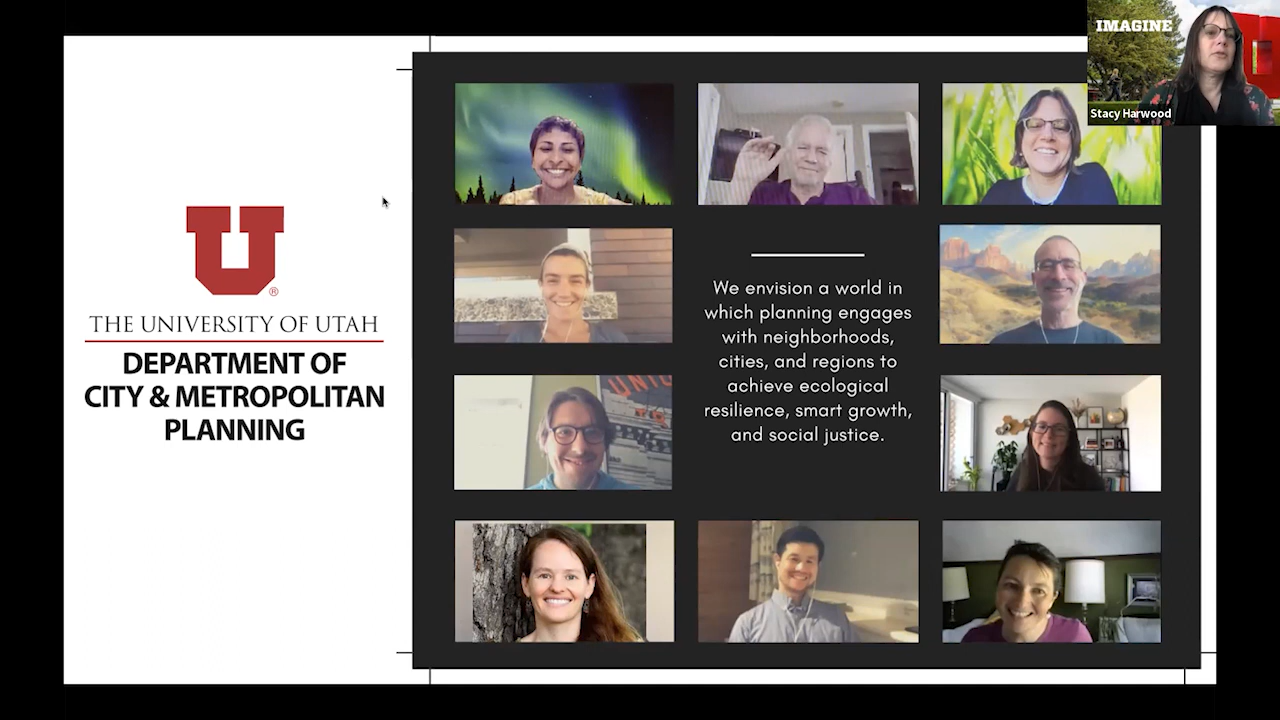 IMAGINE
Stacy Harwood
U
®
THE UNIVERSITY OF UTAH
DEPARTMENT OF
CITY & METROPOLITAN
PLANNING
We envision a world in
which planning engages
with neighborhoods,
cities, and regions to
achieve ecological
resilience, smart growth,
and social justice.